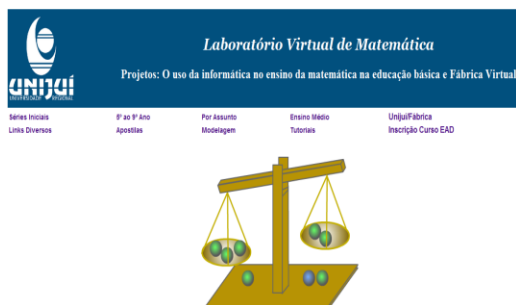 Laboratório Virtual de Matemática
Projetos: O uso da informática no ensino da matemática na educação básica e Fábrica Virtual
UNIJUÍ
UNIVERSIDADE REGIONAL
Séries Iniciais 5º ao 9º Ano Por Assunto Ensino Médio Unijuí/Fábrica
Links Diversos Apostilas Modelagem Tutoriais Inscrição Curso EAD